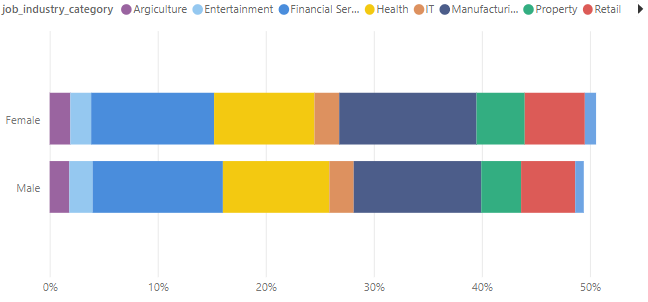 job_industry_category Argiculture Entertainment Financial Ser... Health IT Manufacturi... Property Retail
Female
Male
0% 10% 20% 30% 40% 50%